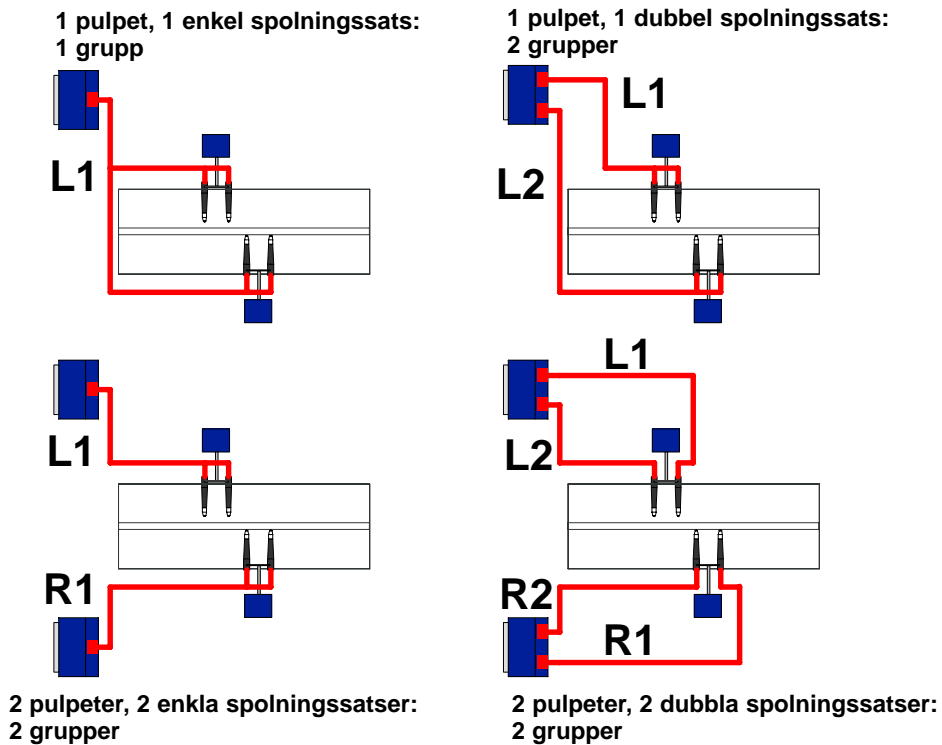 1 pulpet, 1 enkel spolningssats:
1 grupp
L1
1 pulpet, 1 dubbel spolningssats:
2 grupper
L1
L2
L1
R1
2 pulpeter, 2 enkla spolningssatser:
2 grupper
L1
L2
R2
R1
2 pulpeter, 2 dubbla spolningssatser:
2 grupper